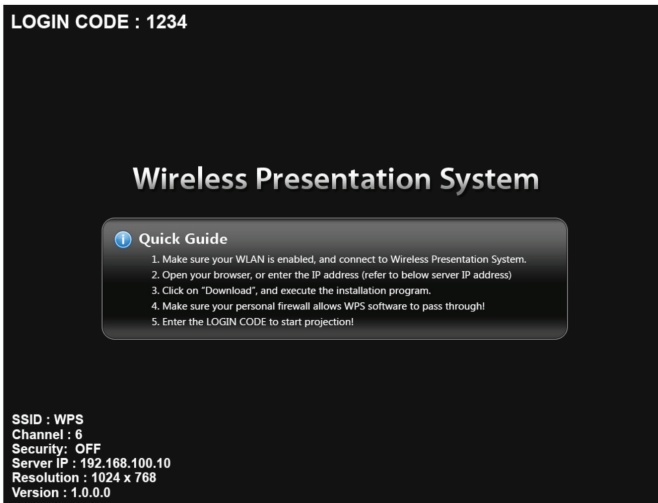 LOGIN CODE : 1234
Wireless Presentation System
Quick Guide
1. Make sure your WLAN is enabled, and connect to Wireless Presentation System.
2. Open your browser, or enter the IP address (refer to below server IP address)
3. Click on "Download", and execute the installation program.
4. Make sure your personal firewall allows WPS software to pass through!
5. Enter the LOGIN CODE to start projection!
SSID : WPS
Channel : 6
Security: OFF
Server IP : 192.168.100.10
Resolution : 1024 x 768
Version : 1.0.0.0